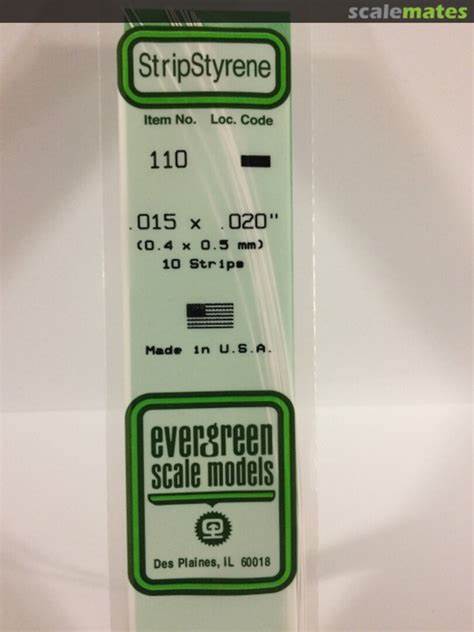 scalemates
StripStyrene
Item No. Loc. Code
110
.015 x .020"
(0.4 x 0.5 mm)
10 Strips
Made in U.S.A.
evergreen
scale models
Des Plaines, IL 60018